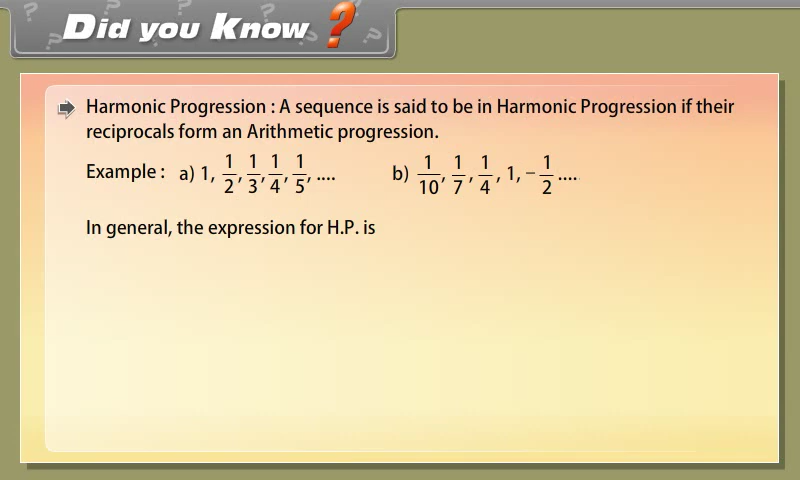 Did you Know ?
Harmonic Progression : A sequence is said to be in Harmonic Progression if their
reciprocals form an Arithmetic progression.
Example : a) 1, 1/2, 1/3, 1/4, 1/5, .... b) 1/10, 1/7, 1/4, 1, −1/2 ....
In general, the expression for H.P. is